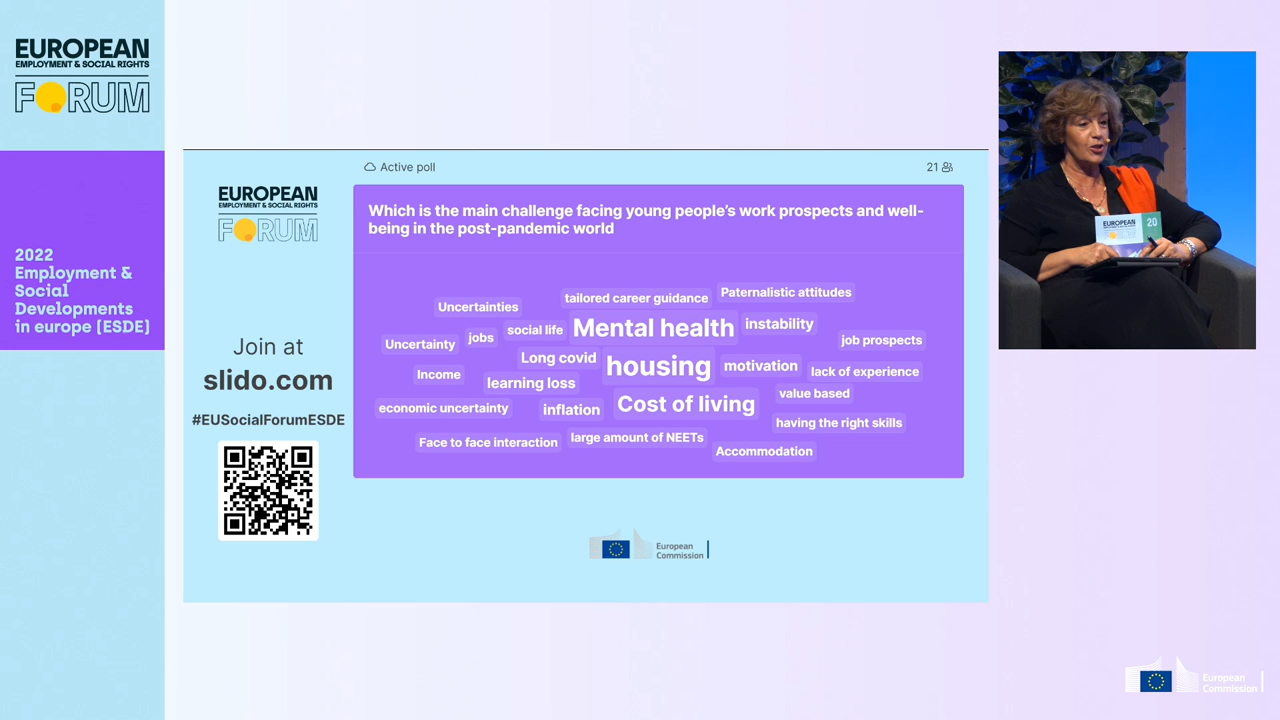 EUROPEAN
EMPLOYMENT & SOCIAL RIGHTS
FORUM
2022
Employment &
Social
Developments
in europe [ESDE]
EUROPEAN
EMPLOYMENT & SOCIAL RIGHTS
FORUM
Join at
slido.com
#EUSocialForumESDE
Active poll
21
Which is the main challenge facing young people's work prospects and well-
being in the post-pandemic world
Uncertainties
tailored career guidance
Paternalistic attitudes
Uncertainty
jobs
social life
Mental health
instability
job prospects
Long covid
housing
motivation
lack of experience
Income
learning loss
value based
economic uncertainty
inflation
Cost of living
having the right skills
Face to face interaction
large amount of NEETs
Accommodation
European
Commission
EUROPEAN
20
European
Commission